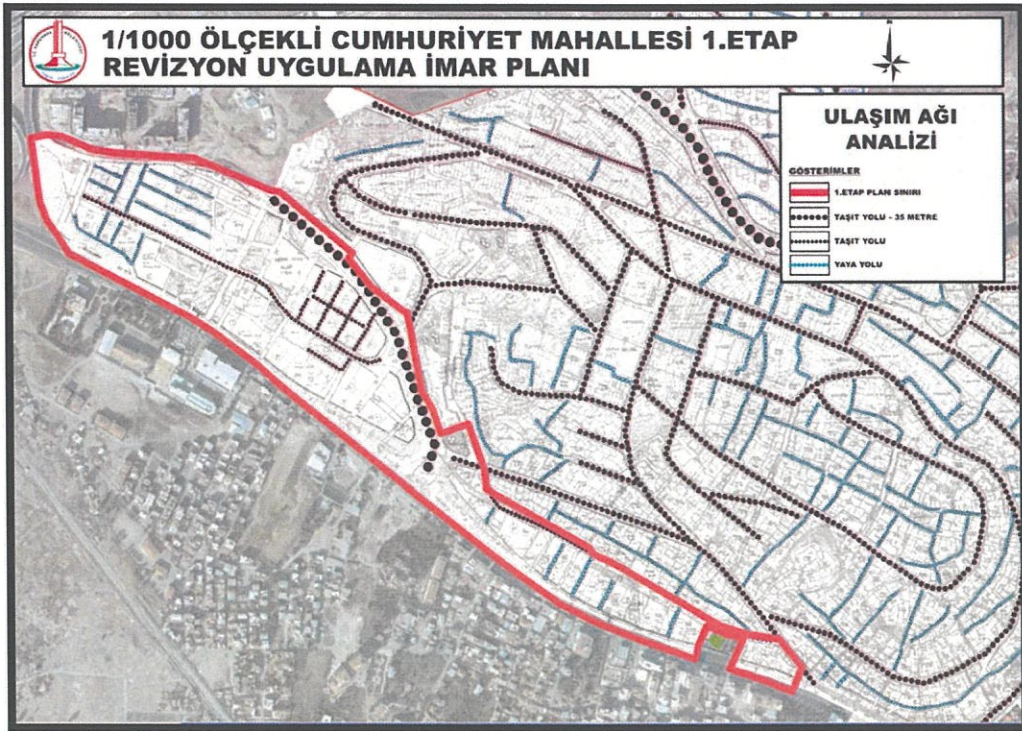 1/1000 ÖLÇEKLİ CUMHURİYET MAHALLESİ 1.ETAP
REVİZYON UYGULAMA İMAR PLANI
ULAŞIM AĞI
ANALİZİ
GÖSTERİMLER
1.ETAP PLAN SINIRI
TAŞIT YOLU - 35 METRE
TAŞIT YOLU
YAYA YOLU